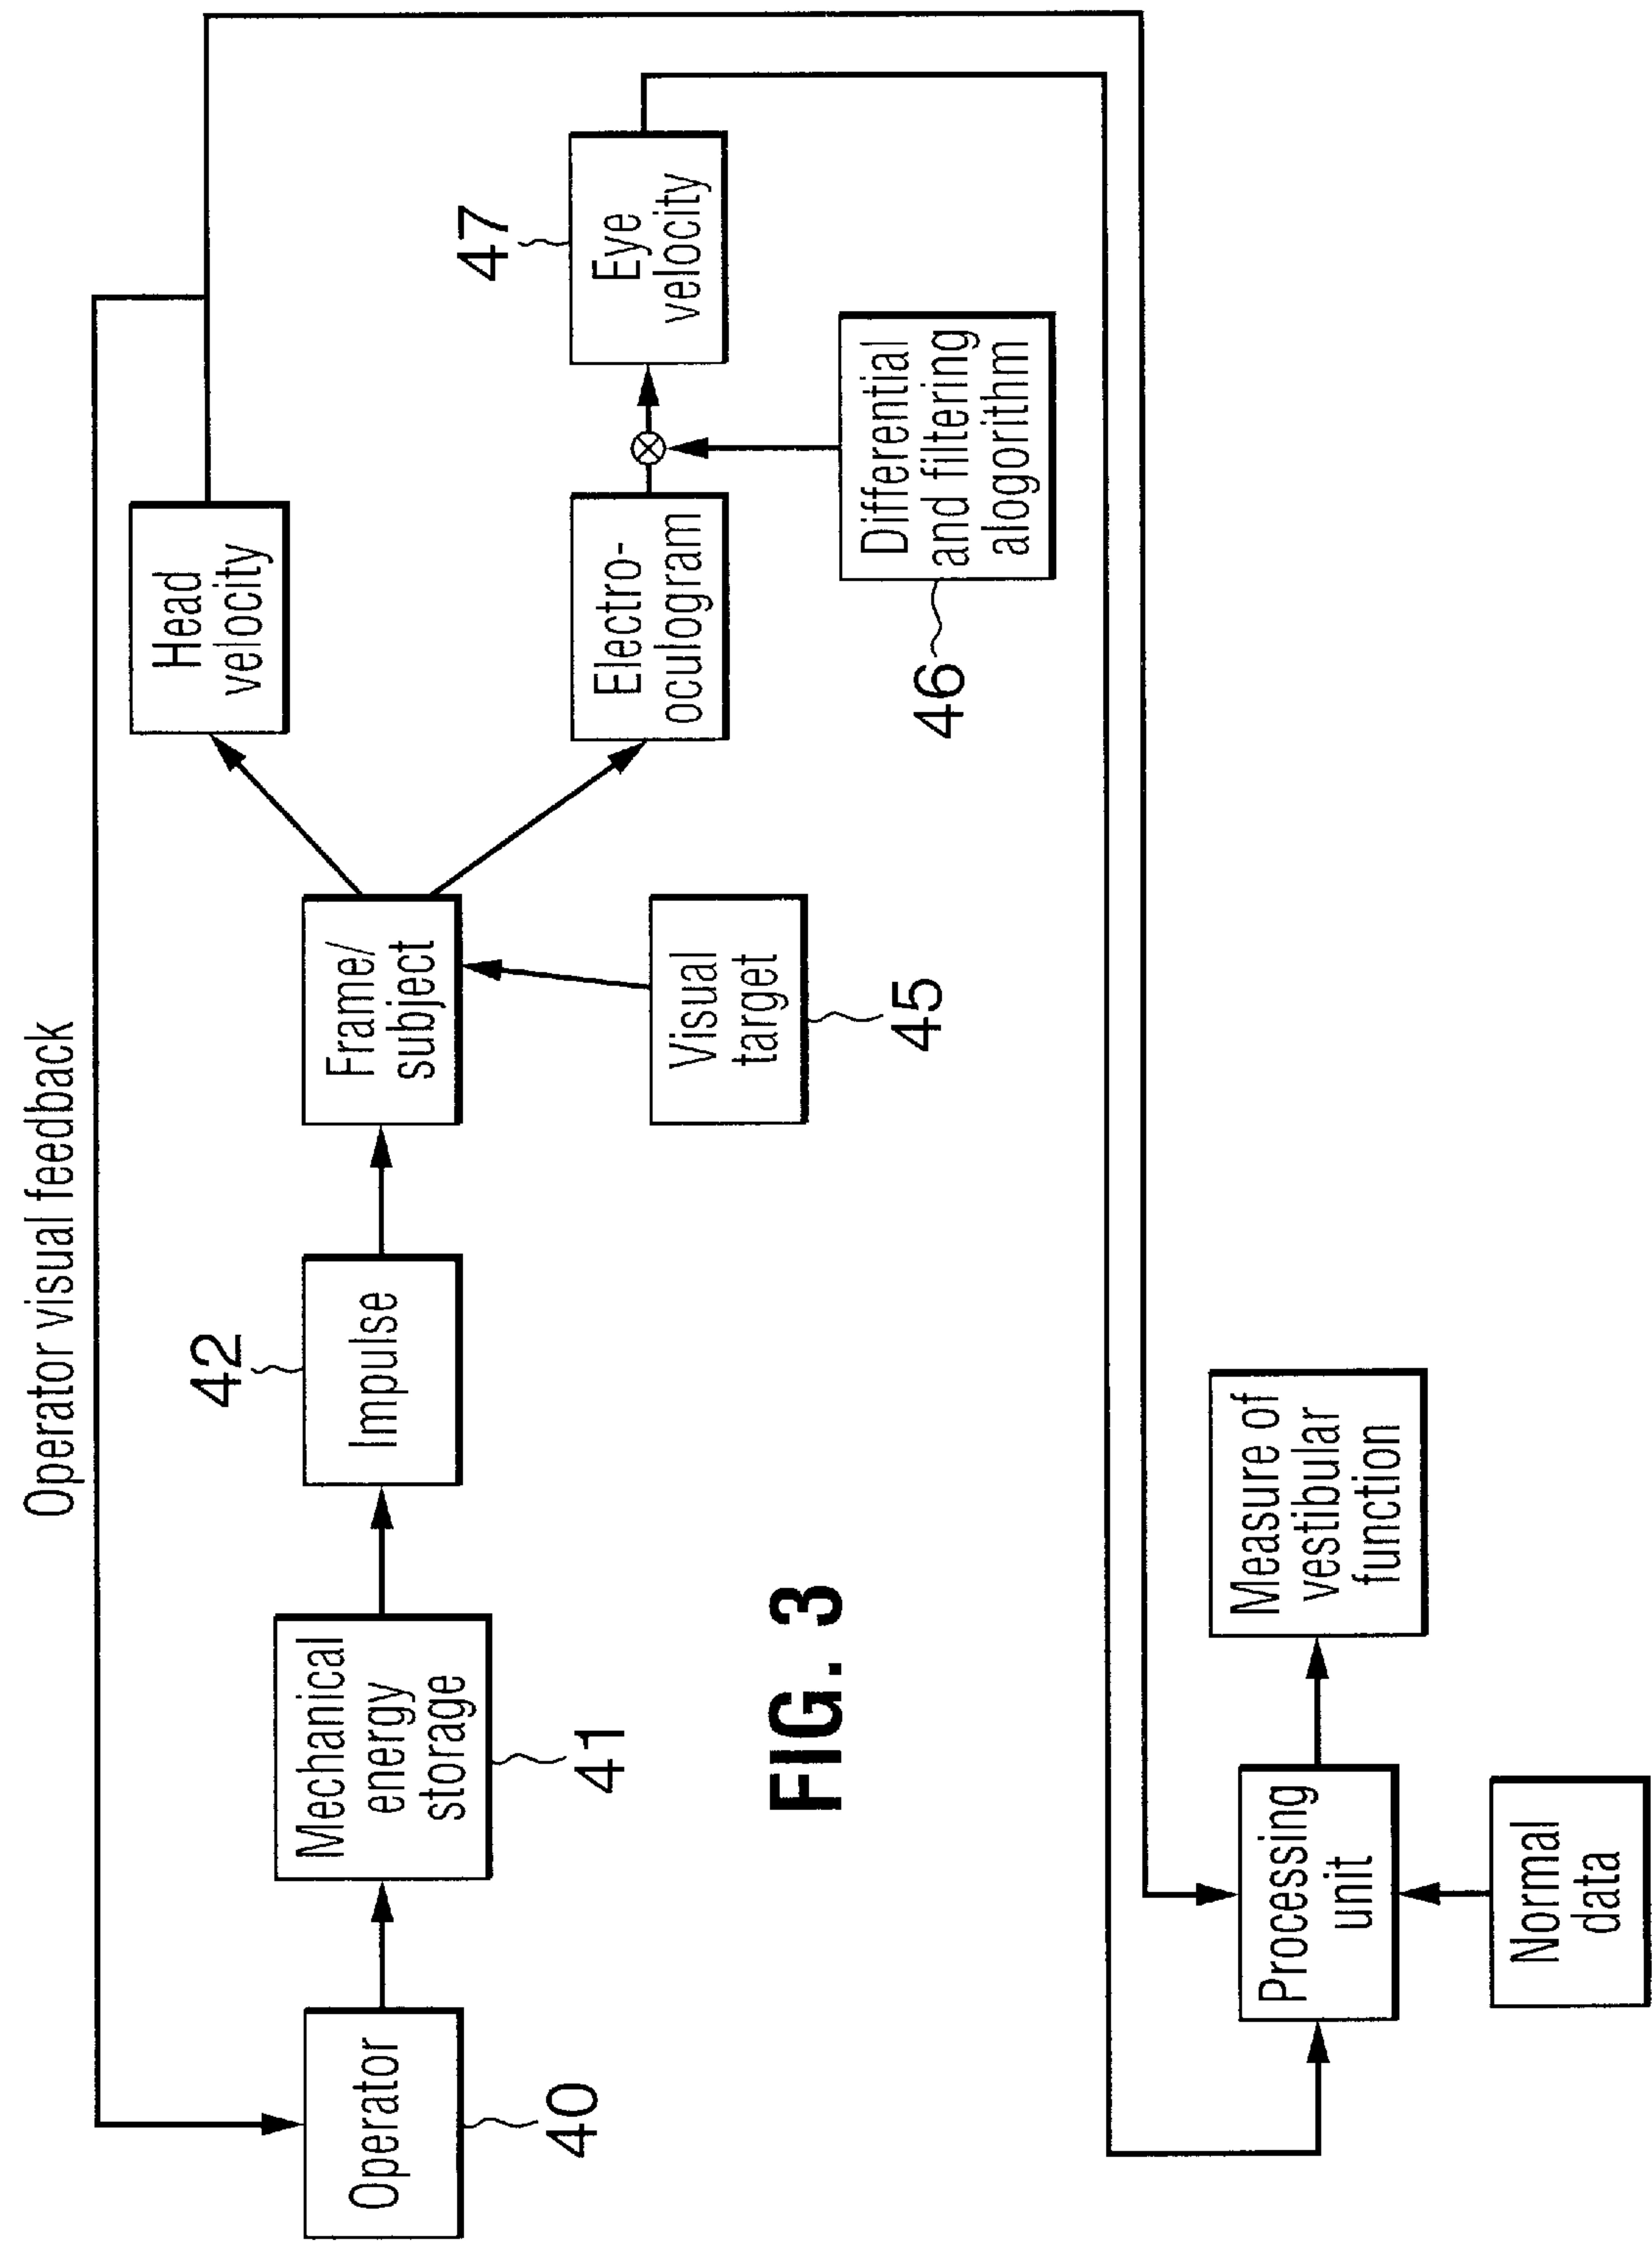 Operator visual feedback
Head
velocity
47
Eye
velocity
42
Frame/
subject
Electro-
oculogram
Operator
40
Mechanical
energy
storage
41
Impulse
Visual
target
45
Differential
and filtering
alogorithm
46
FIG. 3
Processing
unit
Measure of
vestibular
function
Normal
data